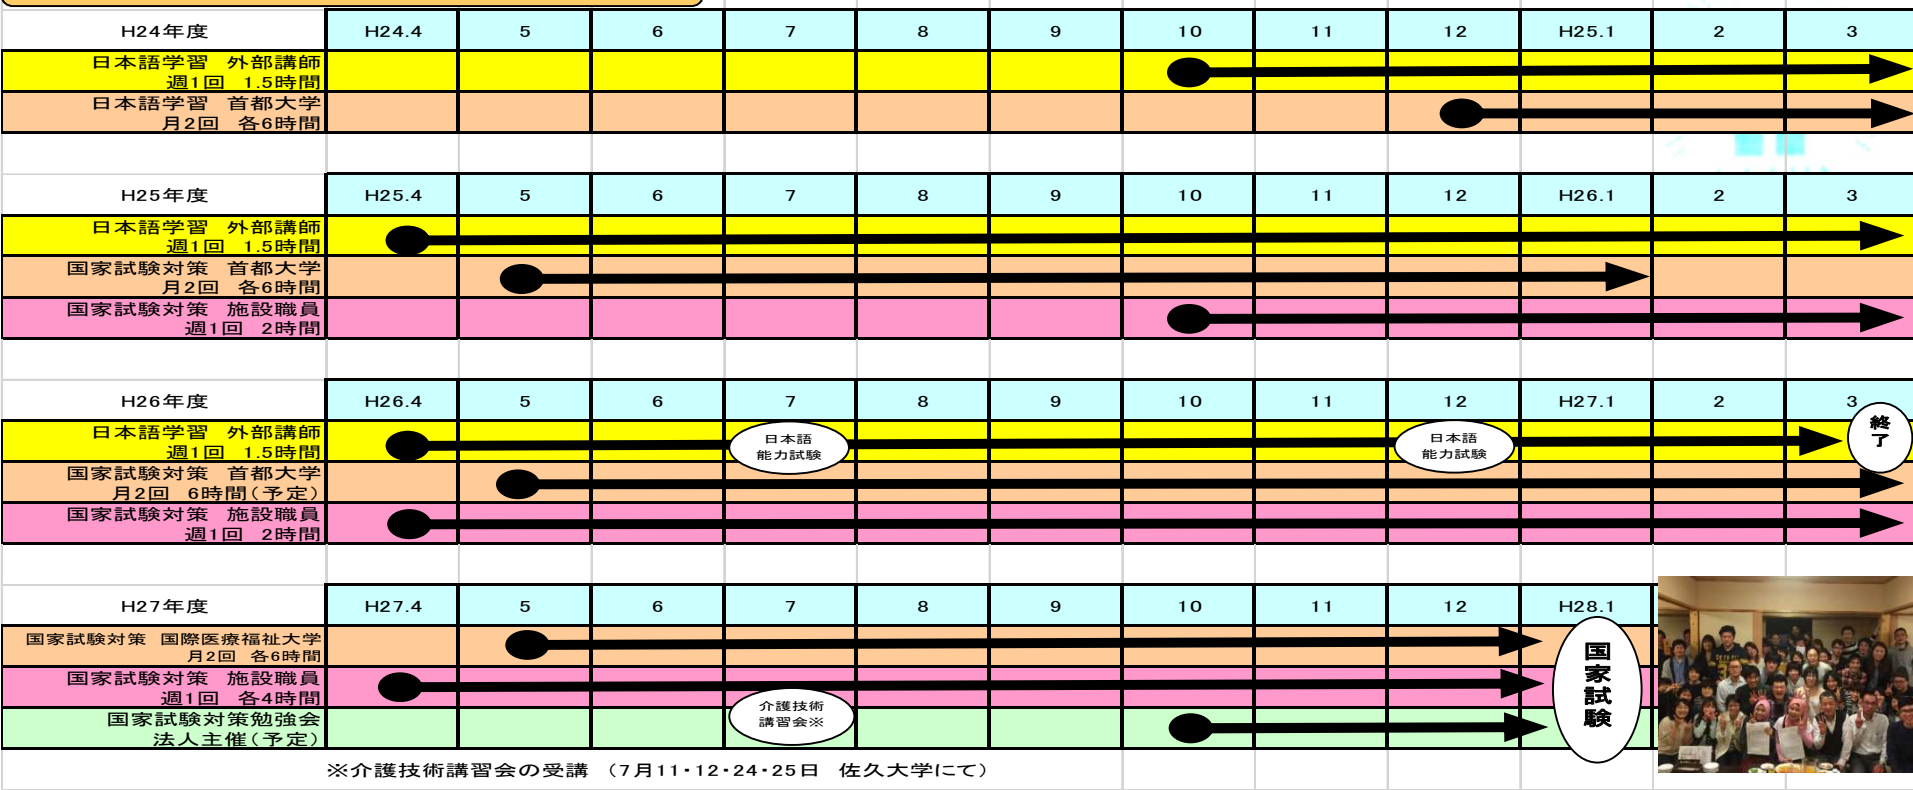 H24年度 H24.4 5 6 7 8 9 10 11 12 H25.1 2 3
日本語学習 外部講師
週1回 1.5時間
日本語学習 首都大学
月2回 各6時間
H25年度 H25.4 5 6 7 8 9 10 11 12 H26.1 2 3
日本語学習 外部講師
週1回 1.5時間
国家試験対策 首都大学
月2回 各6時間
国家試験対策 施設職員
週1回 2時間
H26年度 H26.4 5 6 7 8 9 10 11 12 H27.1 2 3
日本語学習 外部講師
週1回 1.5時間
日本語
能力試験
日本語
能力試験
終了
国家試験対策 首都大学
月2回 6時間(予定)
国家試験対策 施設職員
週1回 2時間
H27年度 H27.4 5 6 7 8 9 10 11 12 H28.1
国家試験対策 国際医療福祉大学
月2回 各6時間
国家試験対策 施設職員
週1回 各4時間
介護技術
講習会※
国家試験
国家試験対策勉強会
法人主催(予定)
※介護技術講習会の受講 (7月11・12・24・25日 佐久大学にて)